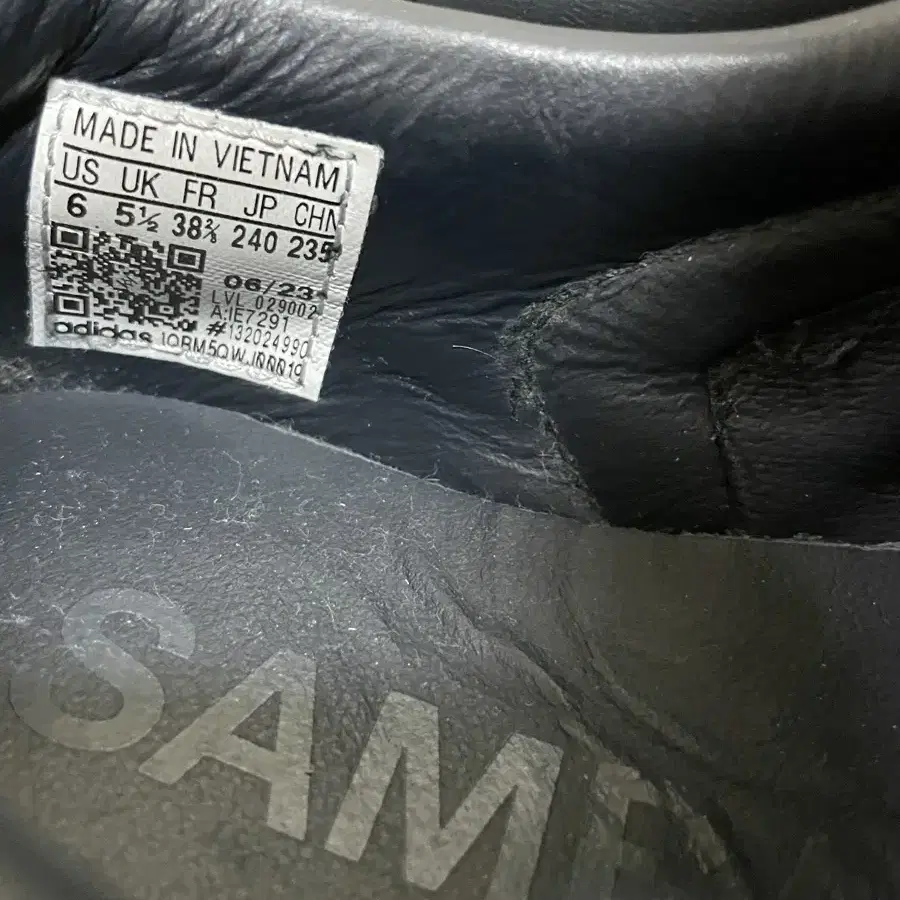 MADE IN VIETNAM
US UK FR JP CHN
6 5½ 38⅔ 240 235
06/23
LVL 029002
A:IE7291
#132024990
adidas
SAM